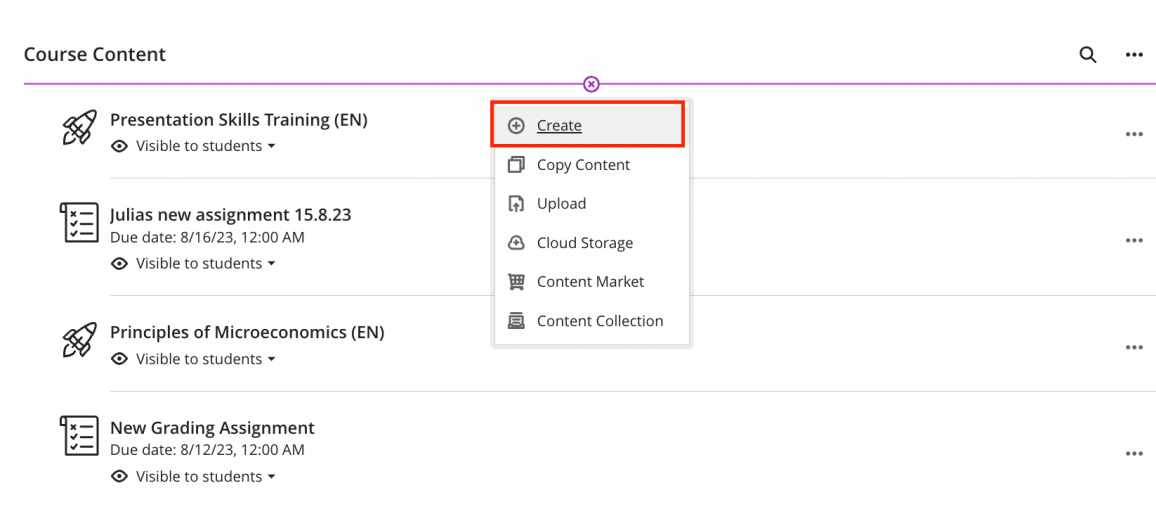 Course Content
Presentation Skills Training (EN)
Visible to students
Julias new assignment 15.8.23
Due date: 8/16/23, 12:00 AM
Visible to students
Principles of Microeconomics (EN)
Visible to students
New Grading Assignment
Due date: 8/12/23, 12:00 AM
Visible to students
Create
Copy Content
Upload
Cloud Storage
Content Market
Content Collection